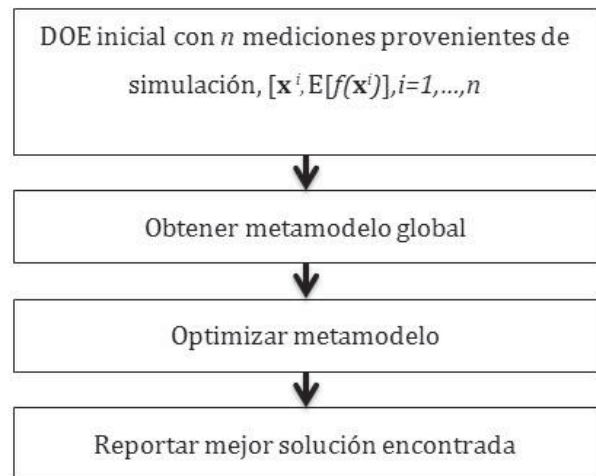 DOE inicial con n mediciones provenientes de
simulación, [x^i, E[f(x^i)],i=1,...,n
Obtener metamodelo global
Optimizar metamodelo
Reportar mejor solución encontrada